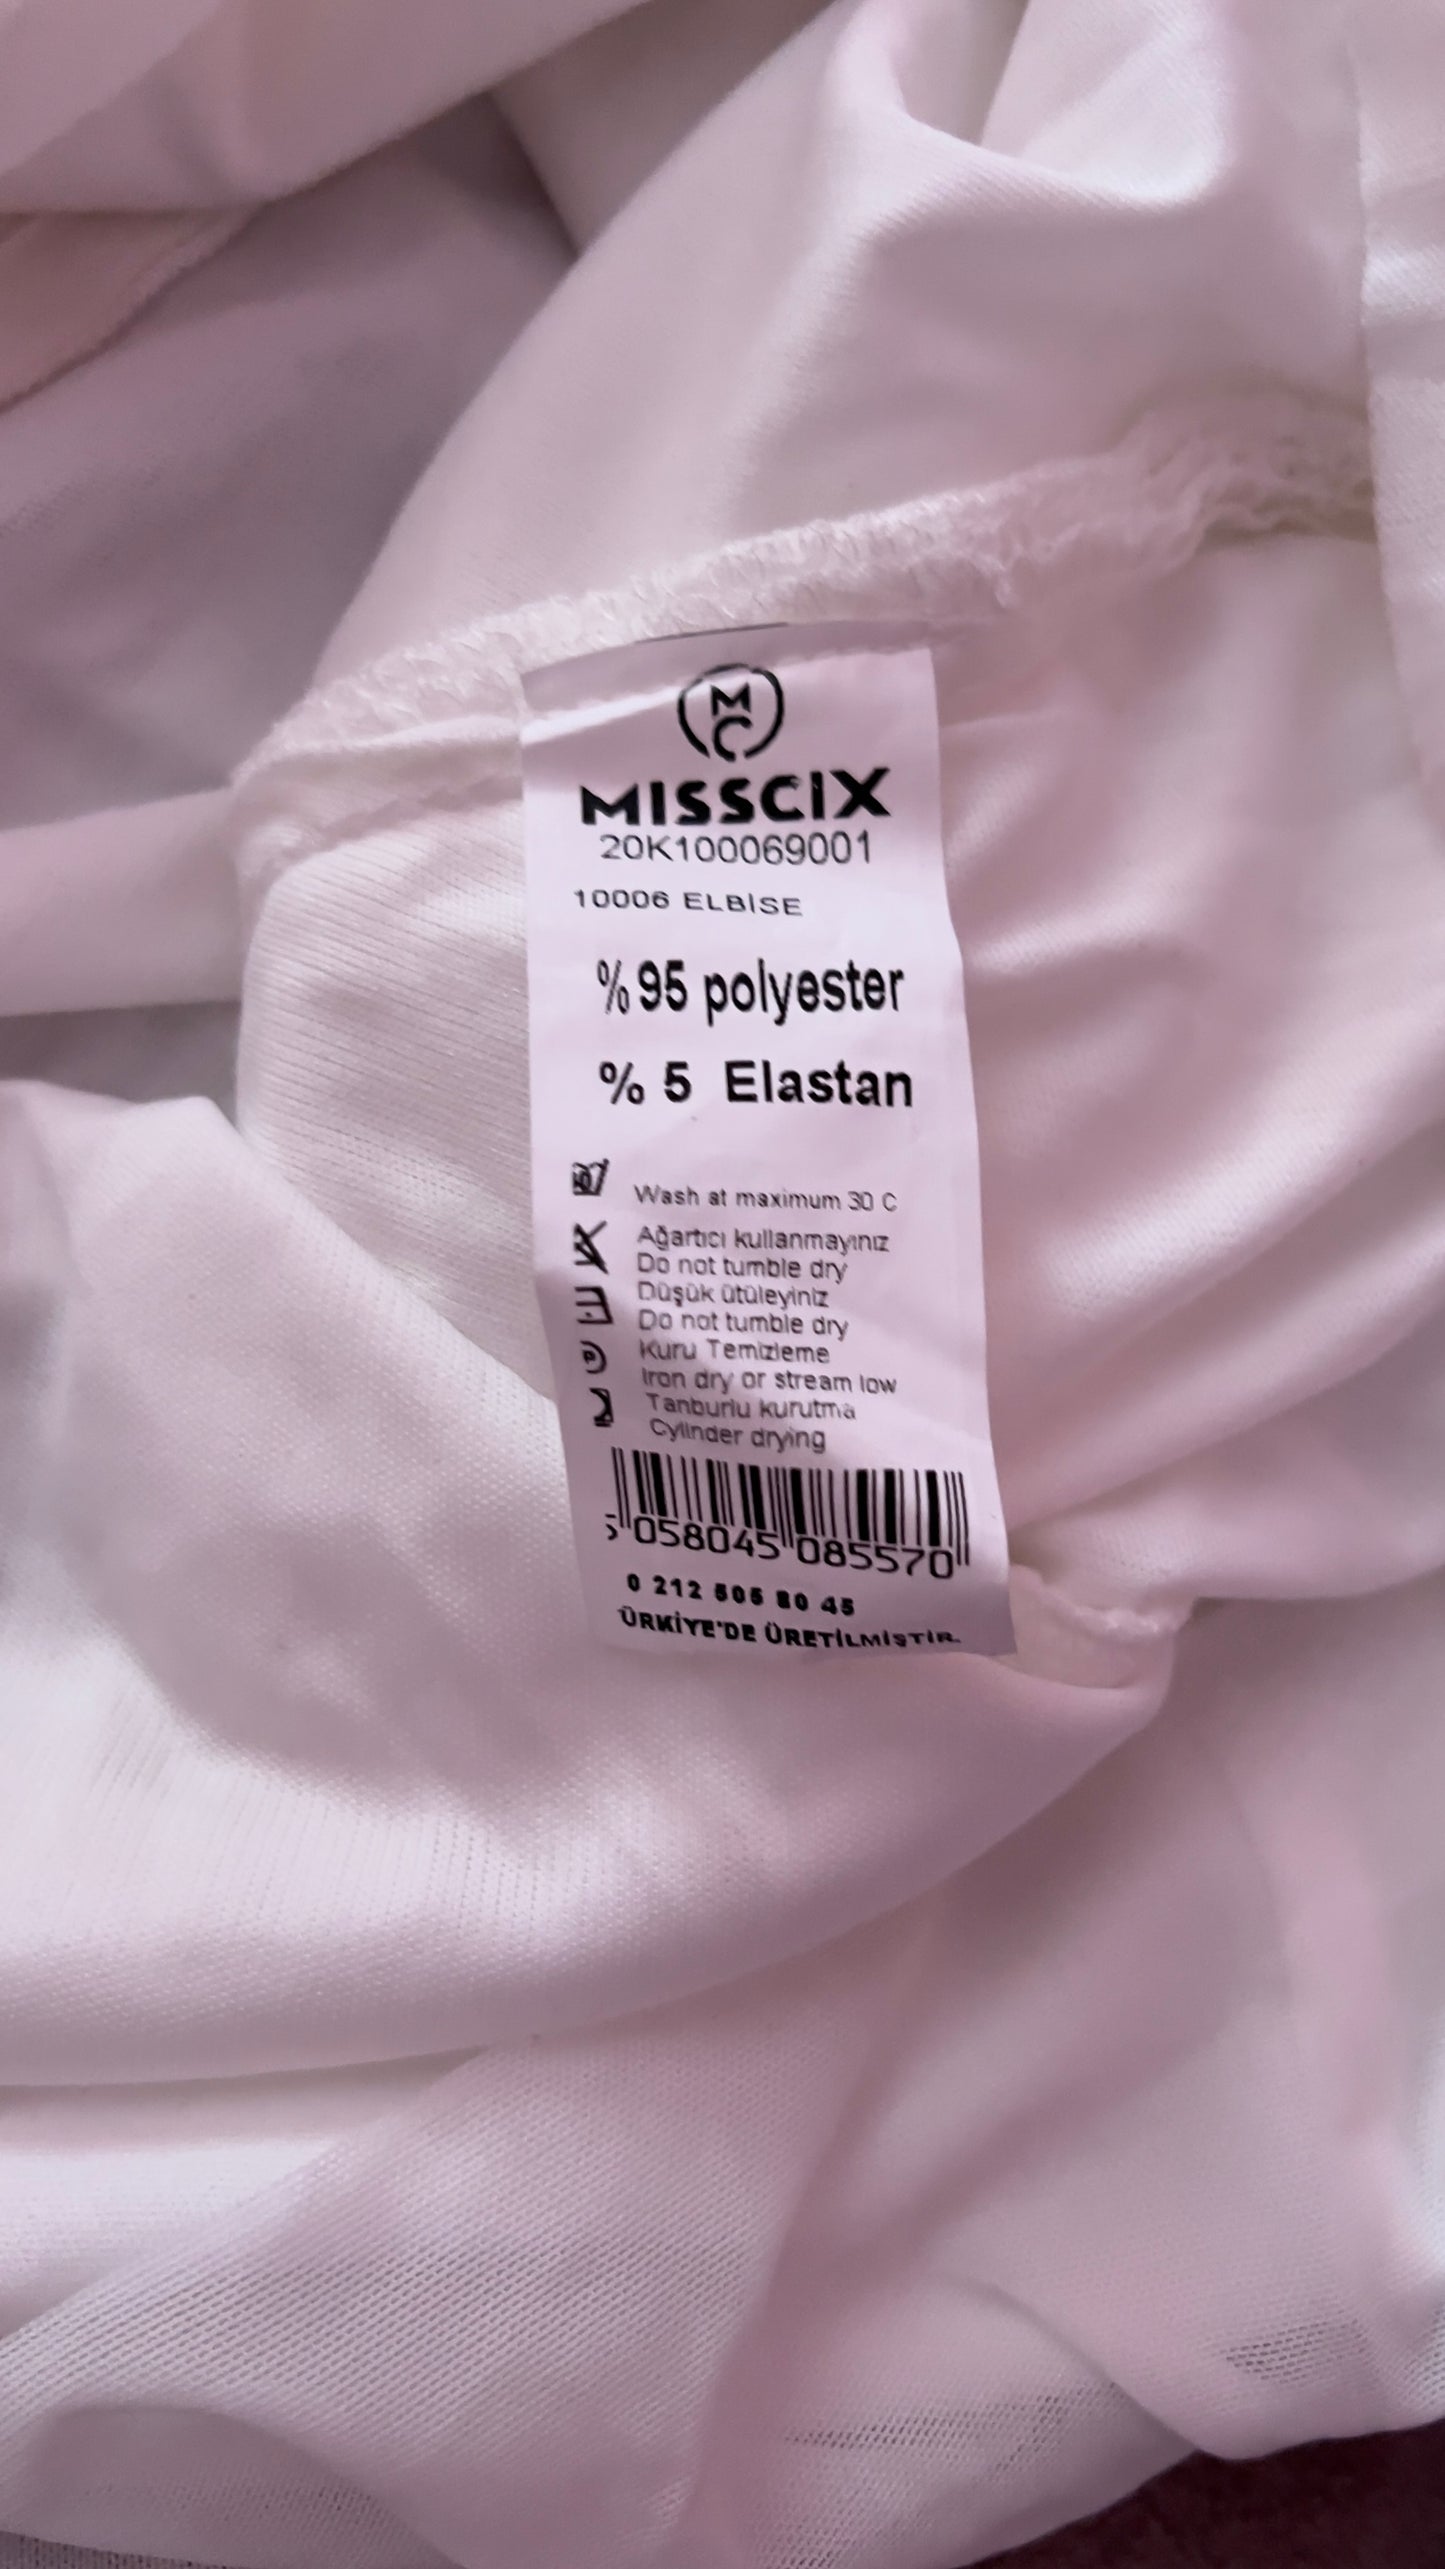 MC
MISSCIX
20K100069001
10006 ELBİSE
% 95 polyester
% 5 Elastan
Wash at maximum 30 C
Ağartıcı kullanmayınız
Do not tumble dry
Düşük ütüleyiniz
Do not tumble dry
Kuru Temizleme
Iron dry or stream low
Tanburlu kurutma
Cylinder drying
5 058045 085570
0 212 505 80 45
ÜRKİYE'DE ÜRETİLMİŞTİR.